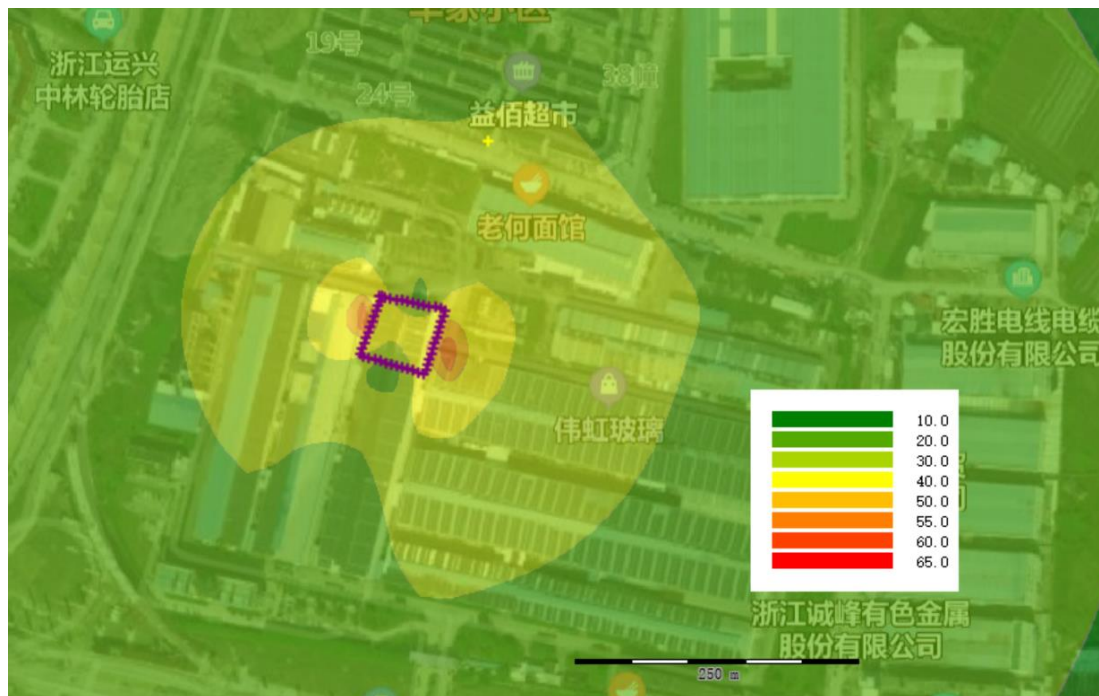 19号
浙江运兴
中林轮胎店
24号
38幢
益佰超市
老何面馆
宏胜电线电缆
股份有限公司
伟虹玻璃
10.0
20.0
30.0
40.0
50.0
55.0
60.0
65.0
浙江诚峰有色金属
股份有限公司
250 m